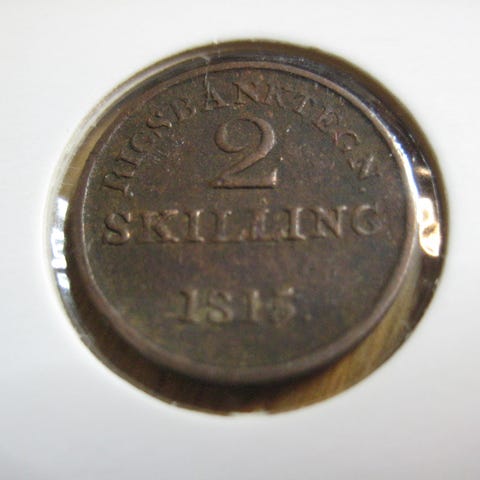 RIGSBANKTEGN
2
SKILLING
1815.